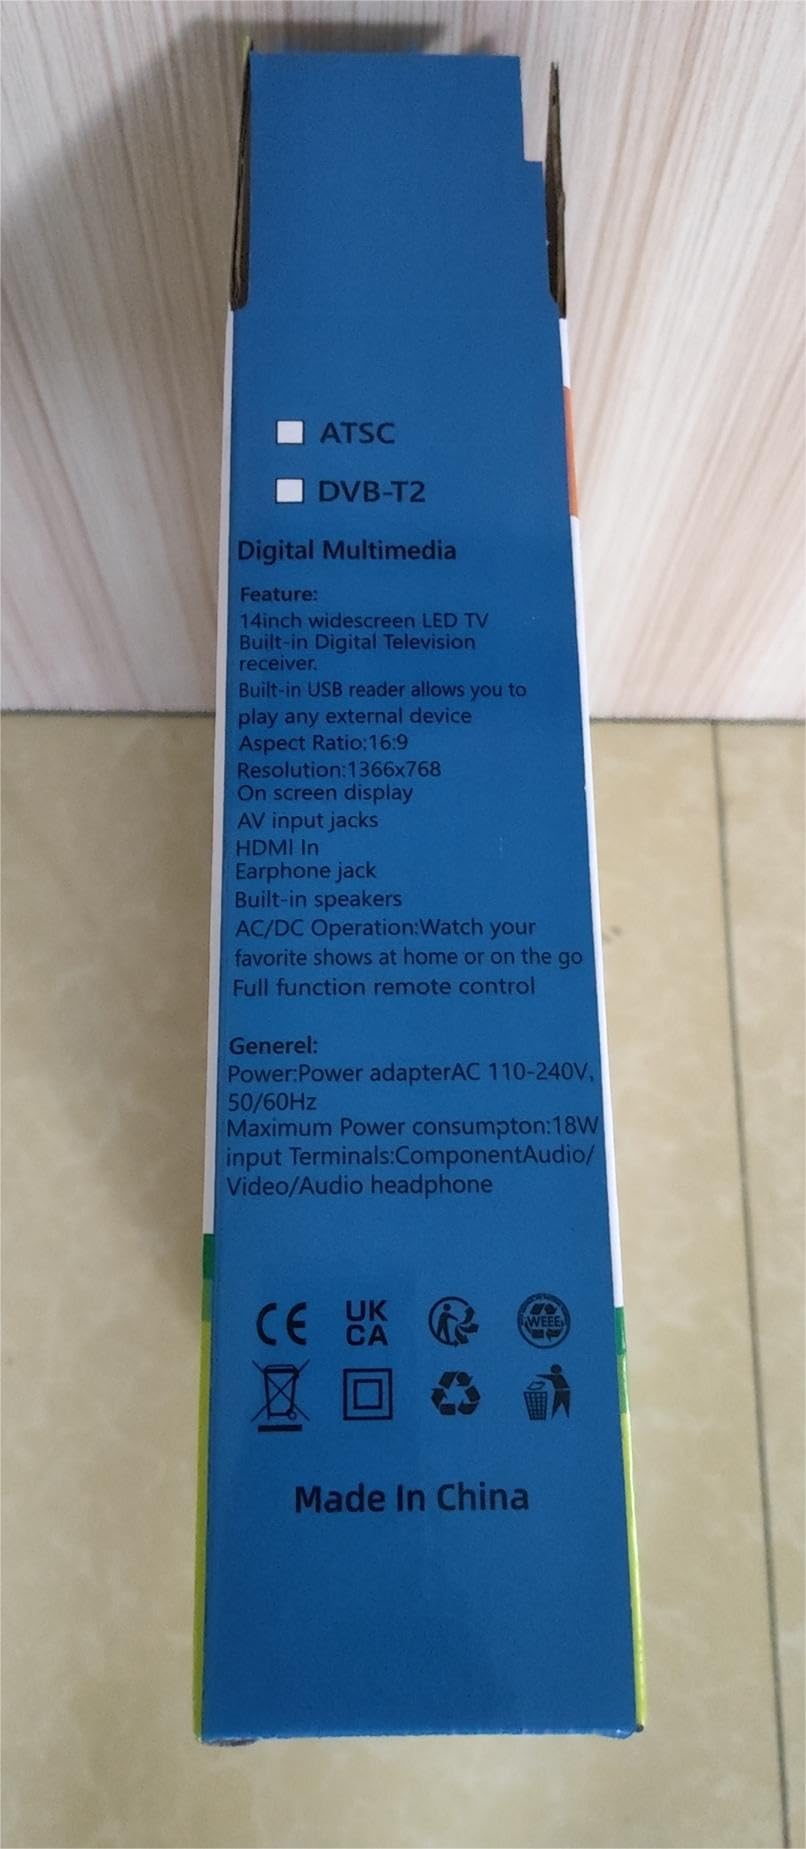 ATSC
DVB-T2
Digital Multimedia
Feature:
14inch widescreen LED TV
Built-in Digital Television
receiver.
Built-in USB reader allows you to
play any external device
Aspect Ratio:16:9
Resolution:1366x768
On screen display
AV input jacks
HDMI In
Earphone jack
Built-in speakers
AC/DC Operation:Watch your
favorite shows at home or on the go
Full function remote control
Generel:
Power:Power adapterAC 110-240V,
50/60Hz
Maximum Power consumpton:18W
input Terminals:ComponentAudio/
Video/Audio headphone
CE UK
CA WEEE
Made In China